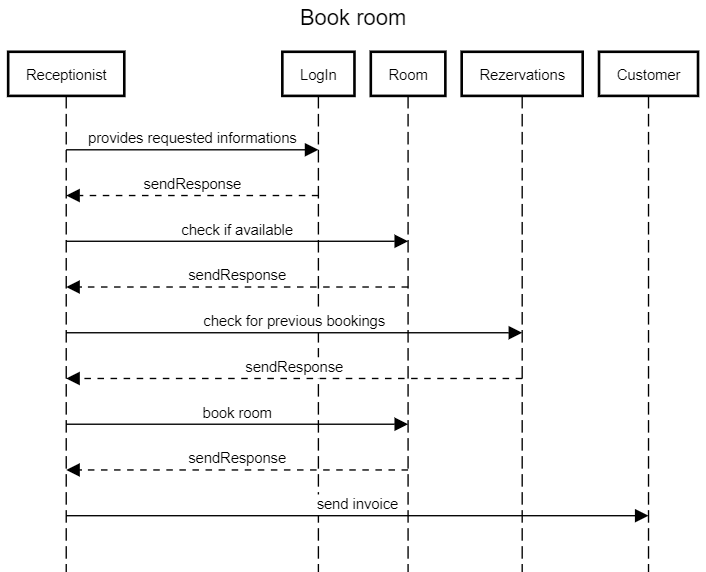 Book room
Receptionist
LogIn
Room
Rezervations
Customer
provides requested informations
sendResponse
check if available
sendResponse
check for previous bookings
sendResponse
book room
sendResponse
send invoice